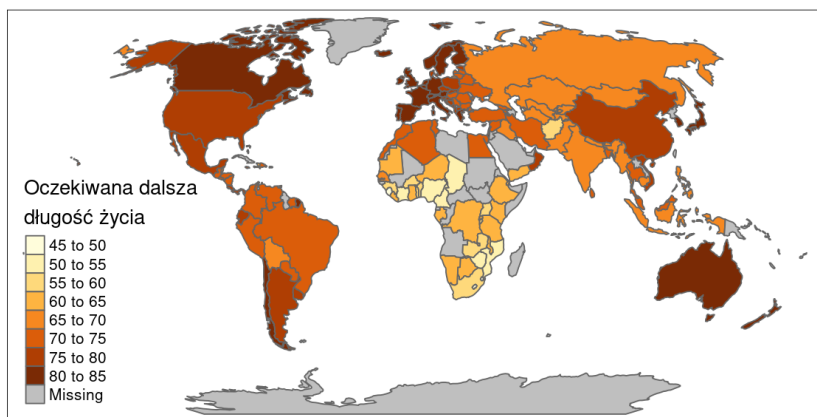 Oczekiwana dalsza
długość życia
45 to 50
50 to 55
55 to 60
60 to 65
65 to 70
70 to 75
75 to 80
80 to 85
Missing